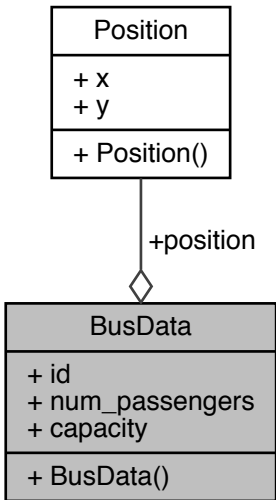 Position
+ x
+ y
+ Position()
+position
BusData
+ id
+ num_passengers
+ capacity
+ BusData()